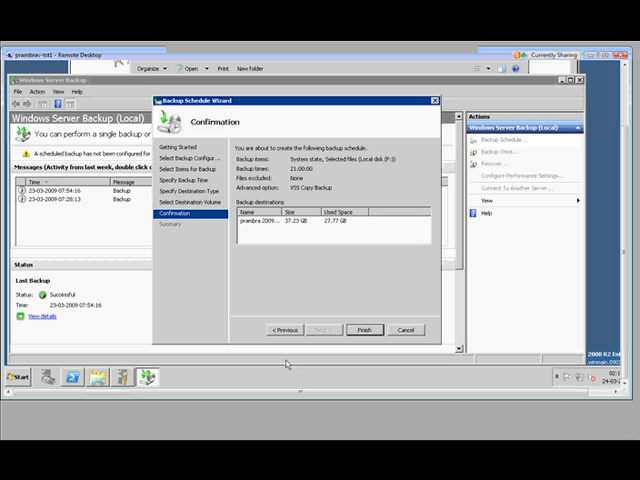 prambrav-tst1 - Remote Desktop
Currently Sharing
Organize Open Print New folder
Windows Server Backup
File Action View Help
Windows Server Backup (Local)
You can perform a single backup or
A scheduled backup has not been configured for
Messages (Activity from last week, double click o
Time Message
23-03-2009 07:54:16 Backup
23-03-2009 07:28:13 Backup
Status
Last Backup
Status: Successful
Time: 23-03-2009 07:54:16
View details
Backup Schedule Wizard
Confirmation
Getting Started
Select Backup Configur...
Select Items for Backup
Specify Backup Time
Specify Destination Type
Select Destination Volume
Confirmation
Summary
You are about to create the following backup schedule.
Backup items: System state, Selected files (Local disk (F:))
Backup times: 21:00:00
Files excluded: None
Advanced option: VSS Copy Backup
Backup destinations
Name Size Used Space
prambra 2009... 37.23 GB 27.77 GB
< Previous Next > Finish Cancel
Actions
Windows Server Backup (Local)
Backup Schedule...
Backup Once...
Recover...
Configure Performance Settings...
Connect To Another Server...
View
Help
2008 R2 Ent
winmain.090
Start
02:1
24-03-